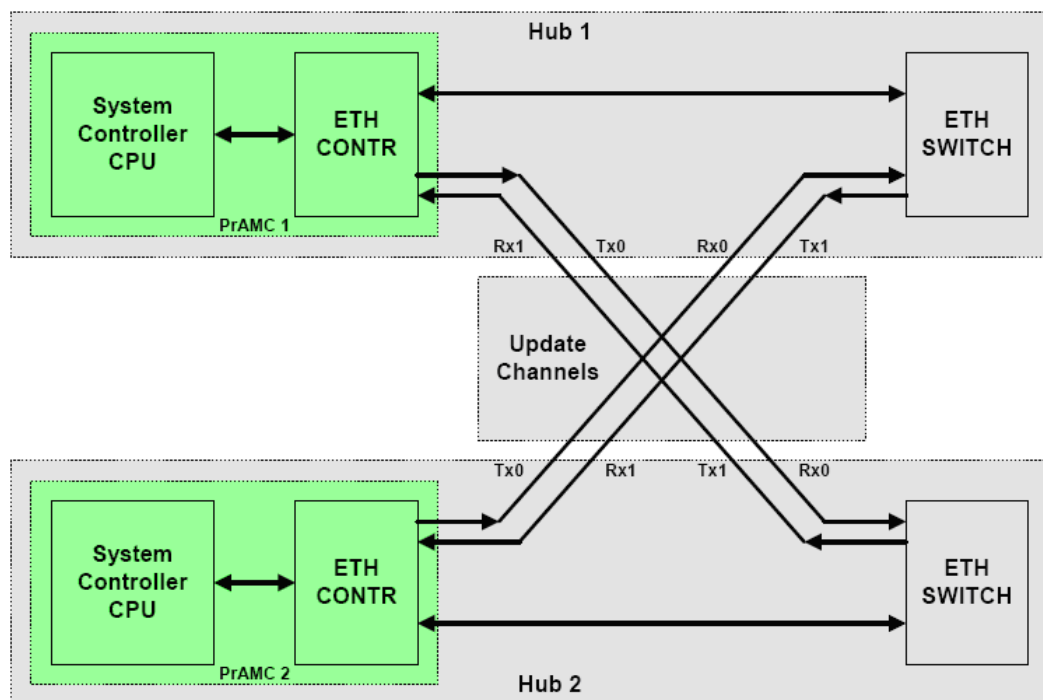 Hub 1
System
Controller
CPU
ETH
CONTR
ETH
SWITCH
PrAMC 1
Rx1
Tx0
Rx0
Tx1
Update
Channels
Tx0
Rx1
Tx1
Rx0
System
Controller
CPU
ETH
CONTR
ETH
SWITCH
PrAMC 2
Hub 2